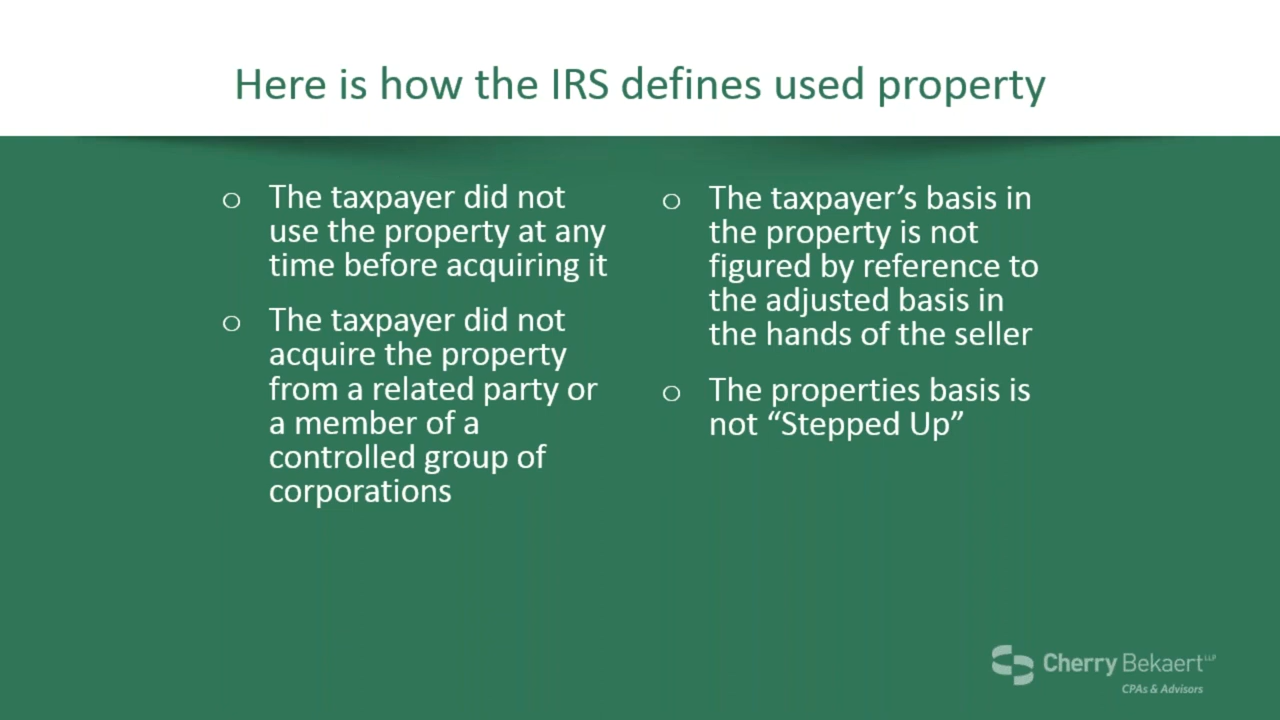 Here is how the IRS defines used property
o The taxpayer did not
use the property at any
time before acquiring it
o The taxpayer did not
acquire the property
from a related party or
a member of a
controlled group of
corporations
o The taxpayer’s basis in
the property is not
figured by reference to
the adjusted basis in
the hands of the seller
o The properties basis is
not “Stepped Up”
Cherry Bekaert LLP
CPAs & Advisors